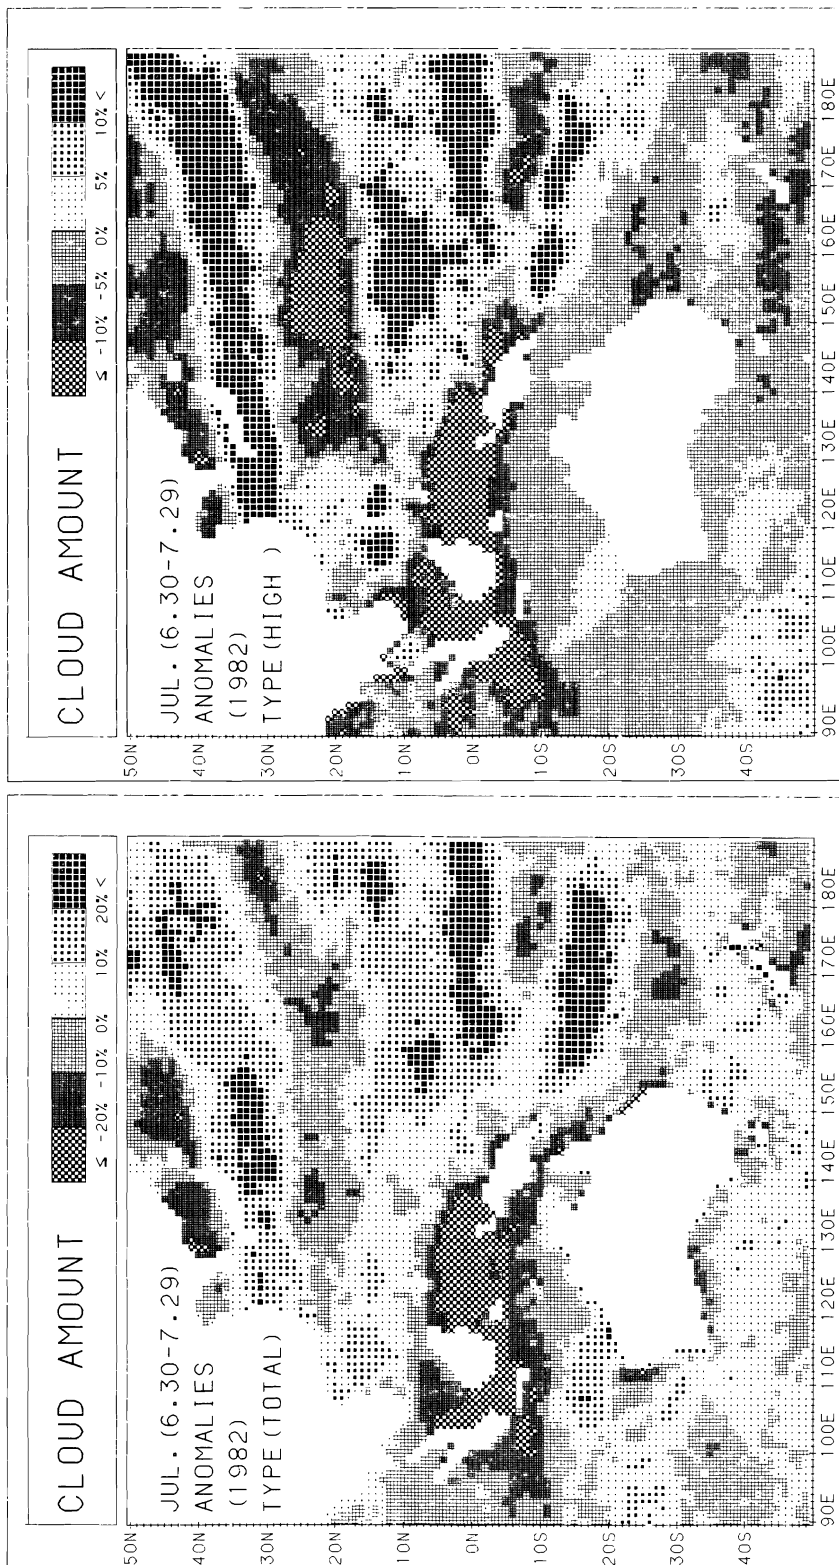 CLOUD AMOUNT
≤ -20% -10% 0% 10% 20% <
JUL. (6.30-7.29)
ANOMALIES
(1982)
TYPE (TOTAL)
50N
40N
30N
20N
10N
0N
10S
20S
30S
40S
90E 100E 110E 120E 130E 140E 150E 160E 170E 180E
CLOUD AMOUNT
≤ -10% -5% 0% 5% 10% <
JUL. (6.30-7.29)
ANOMALIES
(1982)
TYPE (HIGH )
50N
40N
30N
20N
10N
0N
10S
20S
30S
40S
90E 100E 110E 120E 130E 140E 150E 160E 170E 180E